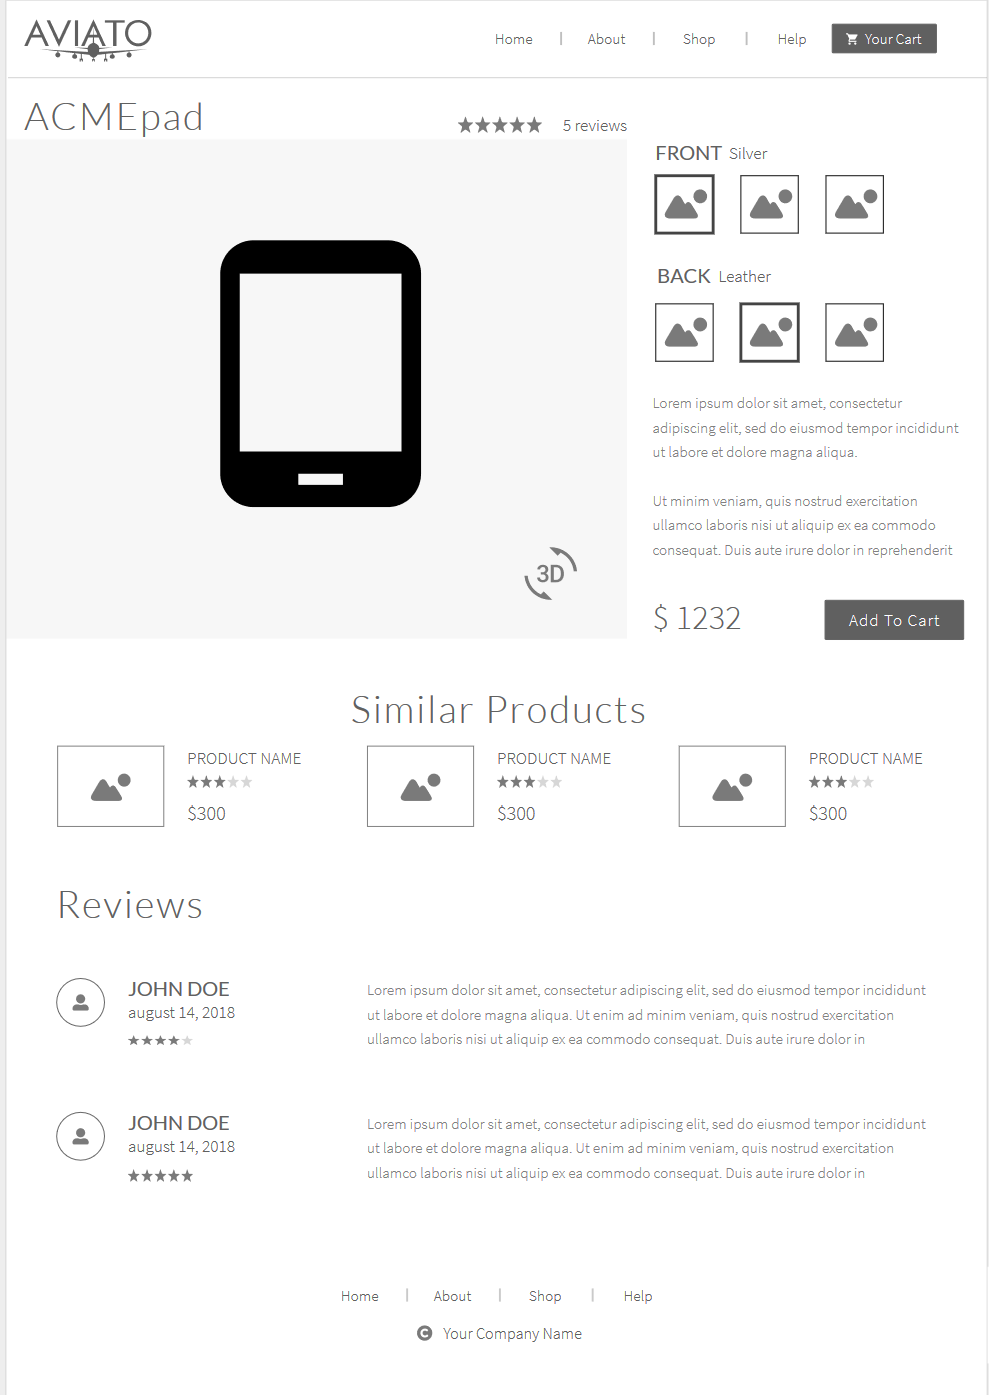 AVIATO
Home | About | Shop | Help Your Cart
ACMEpad
5 reviews
FRONT Silver
BACK Leather
Lorem ipsum dolor sit amet, consectetur
adipiscing elit, sed do eiusmod tempor incididunt
ut labore et dolore magna aliqua.
Ut minim veniam, quis nostrud exercitation
ullamco laboris nisi ut aliquip ex ea commodo
consequat. Duis aute irure dolor in reprehenderit
3D
$ 1232
Add To Cart
Similar Products
PRODUCT NAME
$300
PRODUCT NAME
$300
PRODUCT NAME
$300
Reviews
JOHN DOE
august 14, 2018
Lorem ipsum dolor sit amet, consectetur adipiscing elit, sed do eiusmod tempor incididunt
ut labore et dolore magna aliqua. Ut enim ad minim veniam, quis nostrud exercitation
ullamco laboris nisi ut aliquip ex ea commodo consequat. Duis aute irure dolor in
JOHN DOE
august 14, 2018
Lorem ipsum dolor sit amet, consectetur adipiscing elit, sed do eiusmod tempor incididunt
ut labore et dolore magna aliqua. Ut enim ad minim veniam, quis nostrud exercitation
ullamco laboris nisi ut aliquip ex ea commodo consequat. Duis aute irure dolor in
Home | About | Shop | Help
© Your Company Name